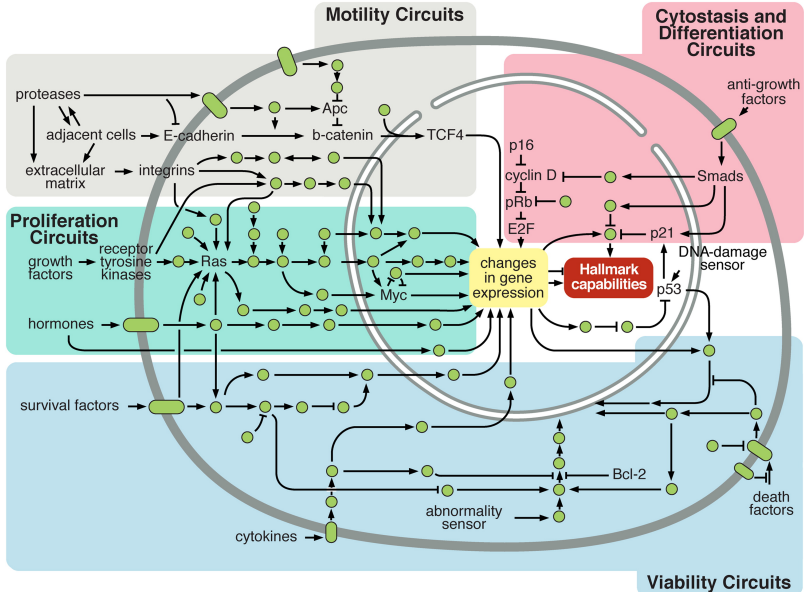 Motility Circuits
Cytostasis and
Differentiation
Circuits
proteases
Apc
anti-growth
factors
adjacent cells
E-cadherin
b-catenin
TCF4
p16
extracellular
matrix
integrins
cyclin D
Smads
pRb
E2F
Proliferation
Circuits
p21
receptor
tyrosine
kinases
growth
factors
Ras
DNA-damage
sensor
changes
in gene
expression
Hallmark
capabilities
p53
Myc
hormones
survival factors
Bcl-2
abnormality
sensor
death
factors
cytokines
Viability Circuits